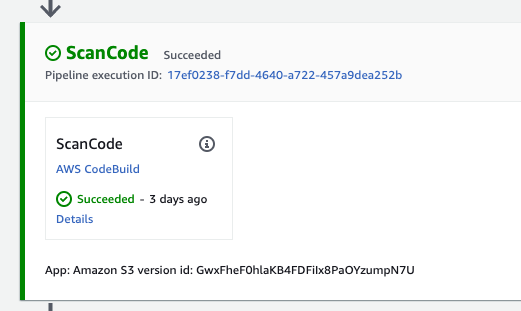 ScanCode Succeeded
Pipeline execution ID: 17ef0238-f7dd-4640-a722-457a9dea252b
ScanCode
AWS CodeBuild
Succeeded - 3 days ago
Details
App: Amazon S3 version id: GwxFheF0hlaKB4FDFiIx8PaOYzumpN7U